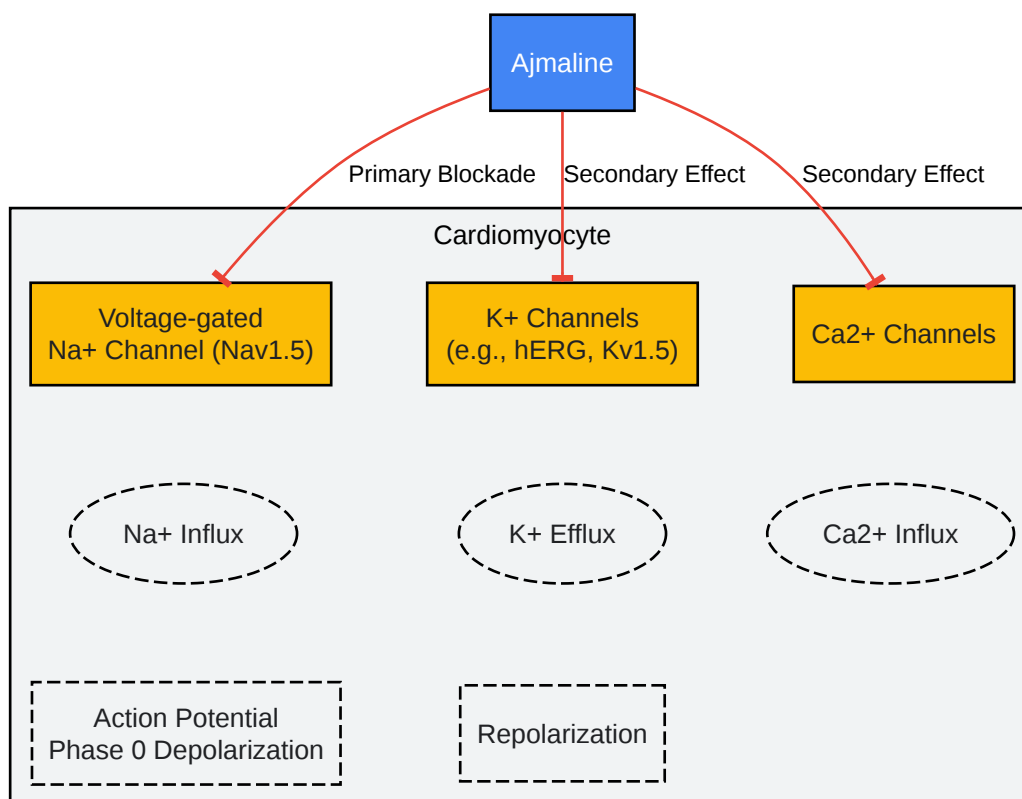 Ajmaline
Primary Blockade
Secondary Effect
Secondary Effect
Cardiomyocyte
Voltage-gated
Na+ Channel (Nav1.5)
K+ Channels
(e.g., hERG, Kv1.5)
Ca2+ Channels
Na+ Influx
K+ Efflux
Ca2+ Influx
Action Potential
Phase 0 Depolarization
Repolarization